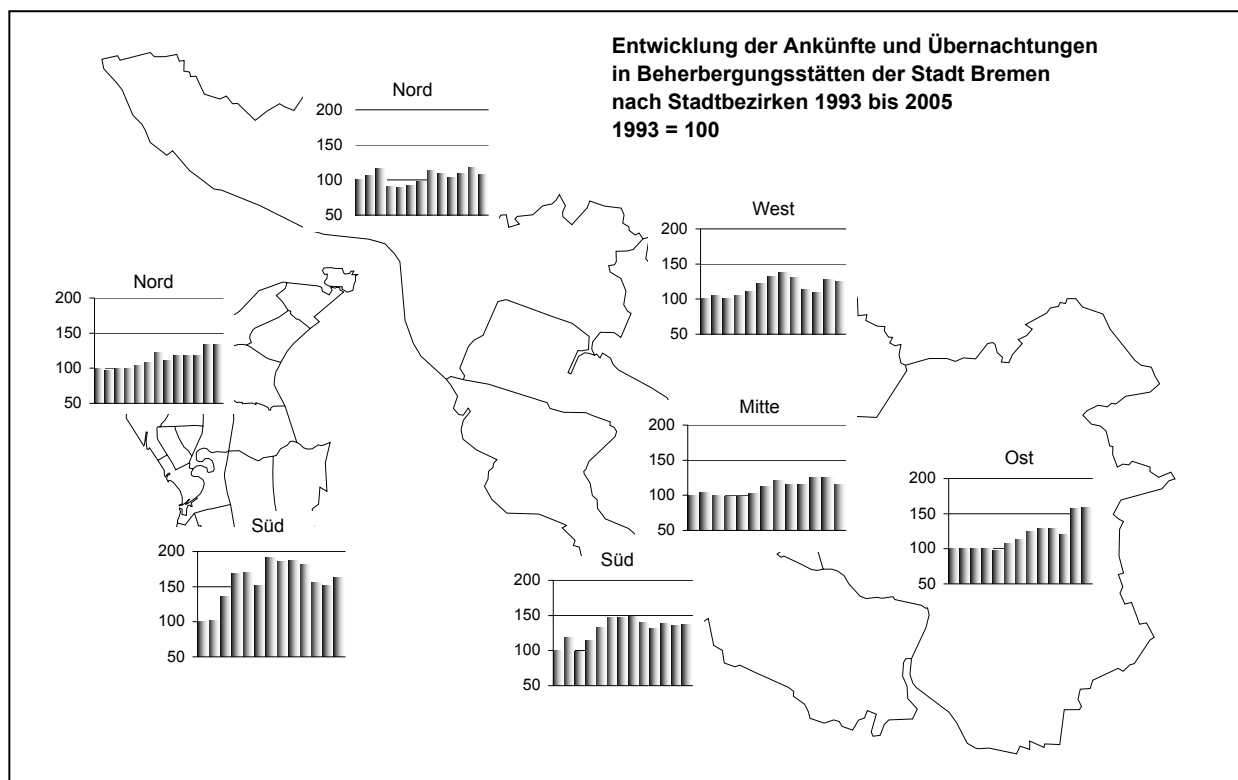 Entwicklung der Ankünfte und Übernachtungen
in Beherbergungsstätten der Stadt Bremen
nach Stadtbezirken 1993 bis 2005
1993 = 100
Nord
200
150
100
50
West
200
150
100
50
Nord
200
150
100
50
Mitte
200
150
100
50
Ost
200
150
100
50
Süd
200
150
100
50
Süd
200
150
100
50